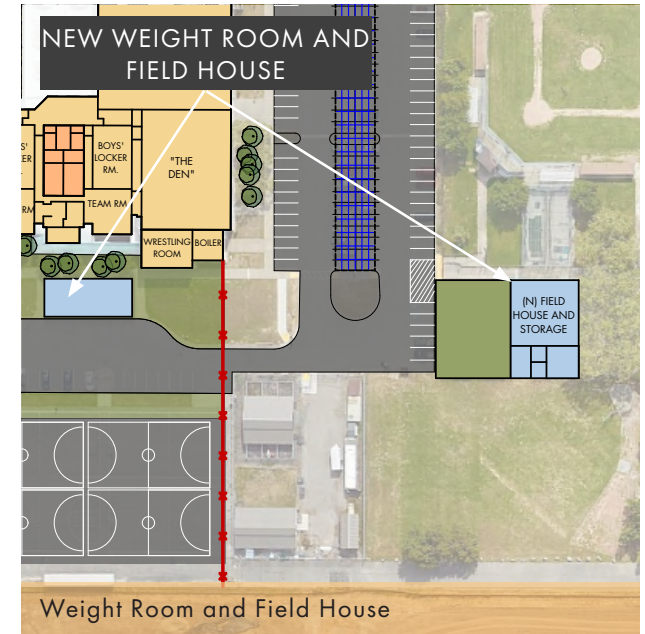 NEW WEIGHT ROOM AND
FIELD HOUSE
BOYS'
LOCKER
RM.
"THE
DEN"
TEAM RM
RM
WRESTLING
ROOM
BOILER
(N) FIELD
HOUSE AND
STORAGE
Weight Room and Field House